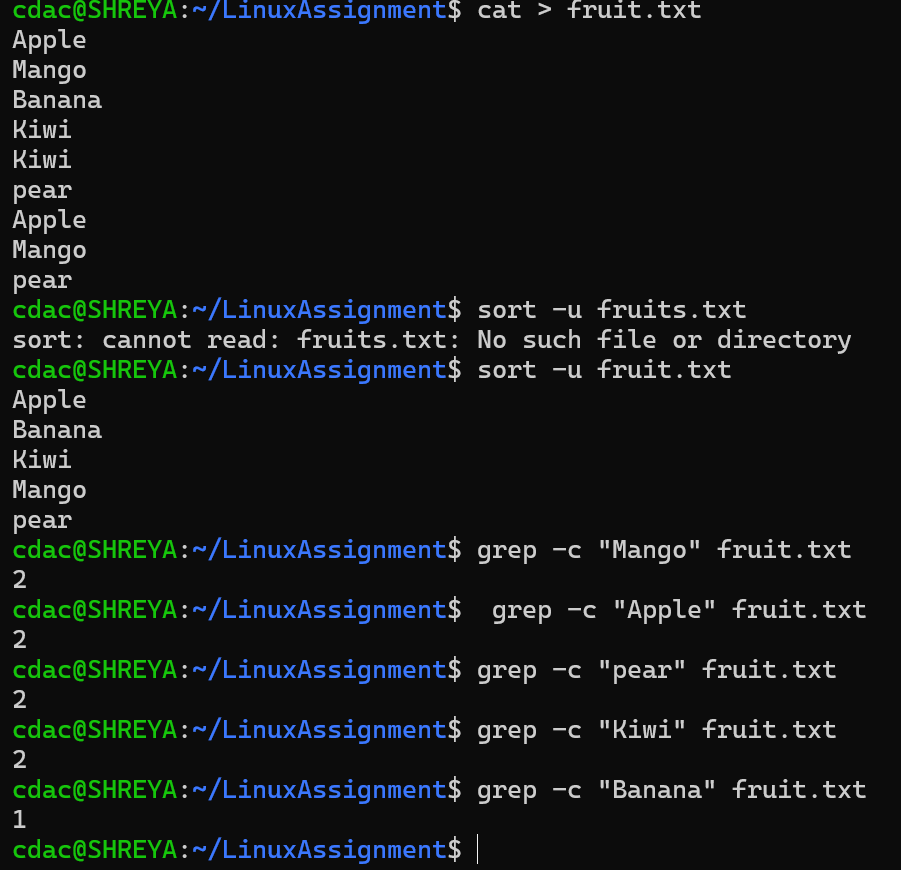 cdac@SHREYA:~/LinuxAssignment$ cat > fruit.txt
Apple
Mango
Banana
Kiwi
Kiwi
pear
Apple
Mango
pear
cdac@SHREYA:~/LinuxAssignment$ sort -u fruits.txt
sort: cannot read: fruits.txt: No such file or directory
cdac@SHREYA:~/LinuxAssignment$ sort -u fruit.txt
Apple
Banana
Kiwi
Mango
pear
cdac@SHREYA:~/LinuxAssignment$ grep -c "Mango" fruit.txt
2
cdac@SHREYA:~/LinuxAssignment$  grep -c "Apple" fruit.txt
2
cdac@SHREYA:~/LinuxAssignment$ grep -c "pear" fruit.txt
2
cdac@SHREYA:~/LinuxAssignment$ grep -c "Kiwi" fruit.txt
2
cdac@SHREYA:~/LinuxAssignment$ grep -c "Banana" fruit.txt
1
cdac@SHREYA:~/LinuxAssignment$